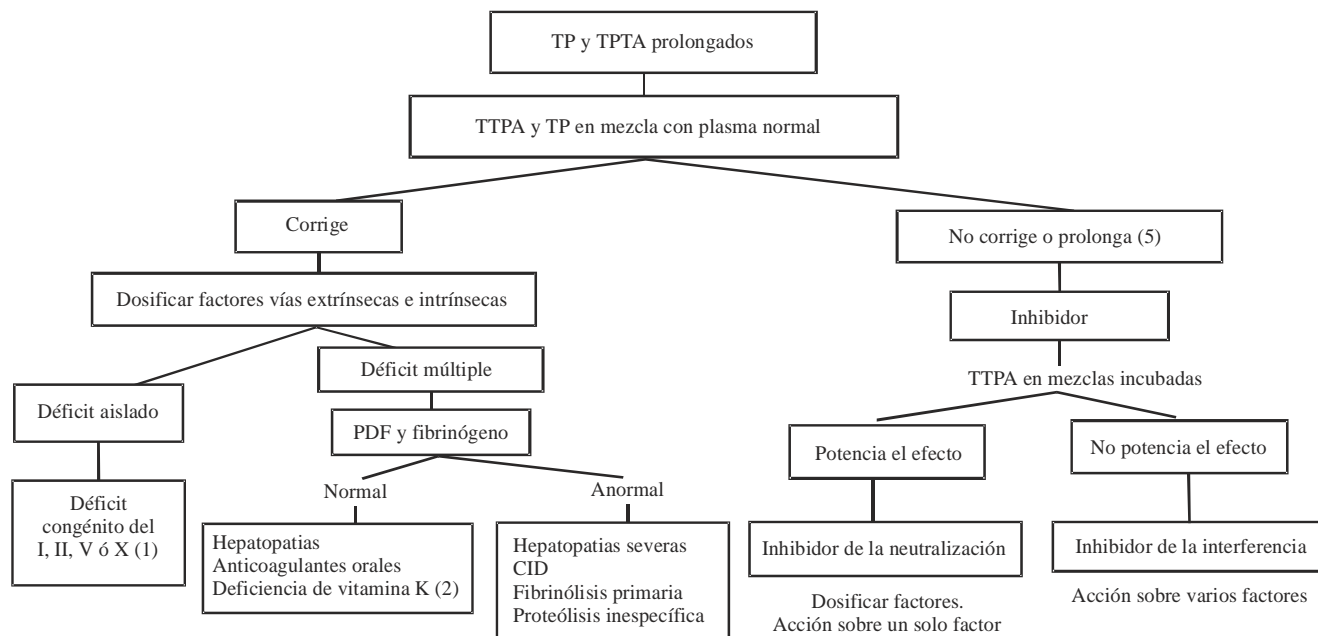 TP y TPTA prolongados
TTPA y TP en mezcla con plasma normal
Corrige
No corrige o prolonga (5)
Dosificar factores vías extrínsecas e intrínsecas
Inhibidor
Déficit múltiple
TTPA en mezclas incubadas
Déficit aislado
PDF y fibrinógeno
Potencia el efecto
No potencia el efecto
Normal
Anormal
Déficit
congénito del
I, II, V ó X (1)
Hepatopatias
Anticoagulantes orales
Deficiencia de vitamina K (2)
Hepatopatias severas
CID
Fibrinólisis primaria
Proteólisis inespecífica
Inhibidor de la neutralización
Inhibidor de la interferencia
Dosificar factores.
Acción sobre un solo factor
Acción sobre varios factores